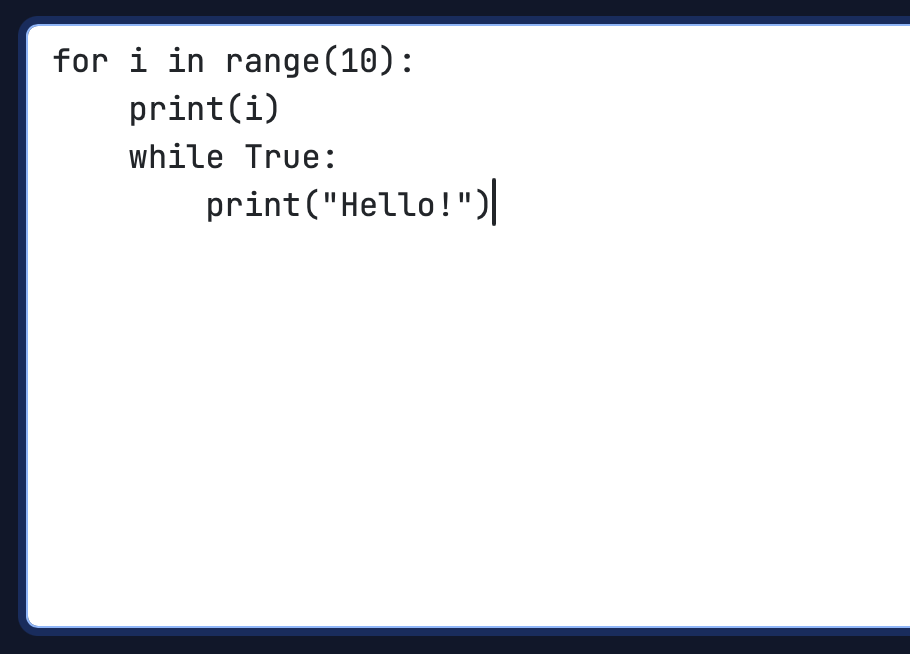 for i in range(10):
    print(i)
    while True:
        print("Hello!")